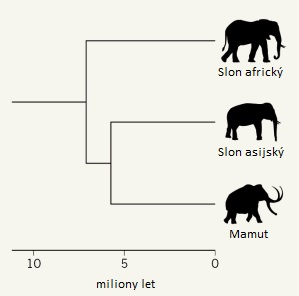 Slon africký
Slon asijský
Mamut
10 5 0
miliony let